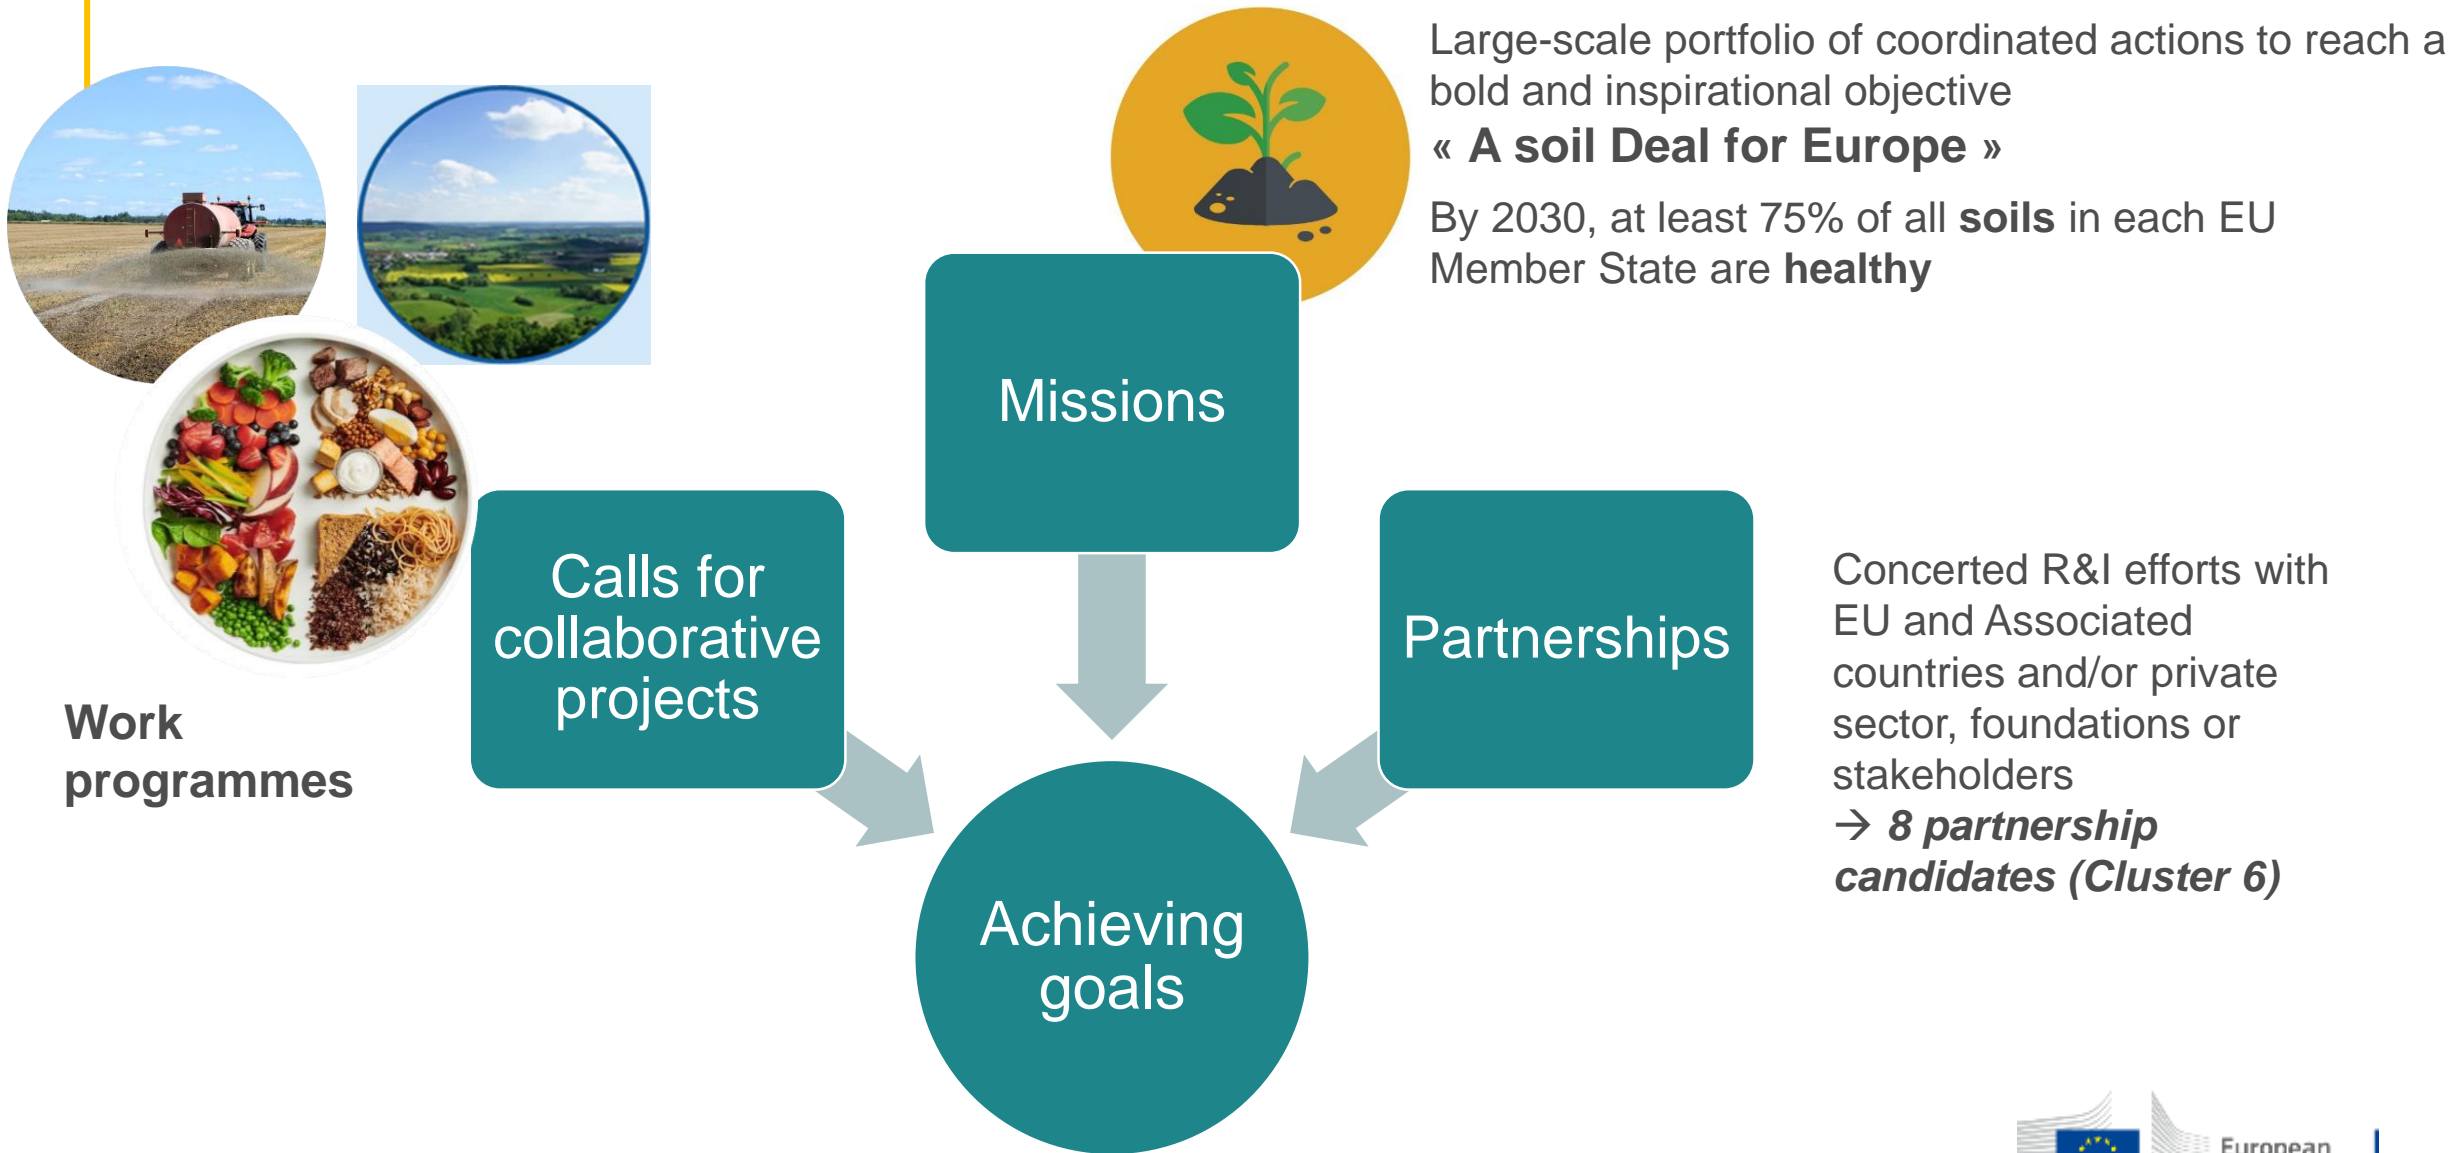 Large-scale portfolio of coordinated actions to reach a
bold and inspirational objective
« A soil Deal for Europe »
By 2030, at least 75% of all soils in each EU
Member State are healthy
Missions
Calls for
collaborative
projects
Partnerships
Concerted R&I efforts with
EU and Associated
countries and/or private
sector, foundations or
stakeholders
→ 8 partnership
candidates (Cluster 6)
Work
programmes
Achieving
goals
European